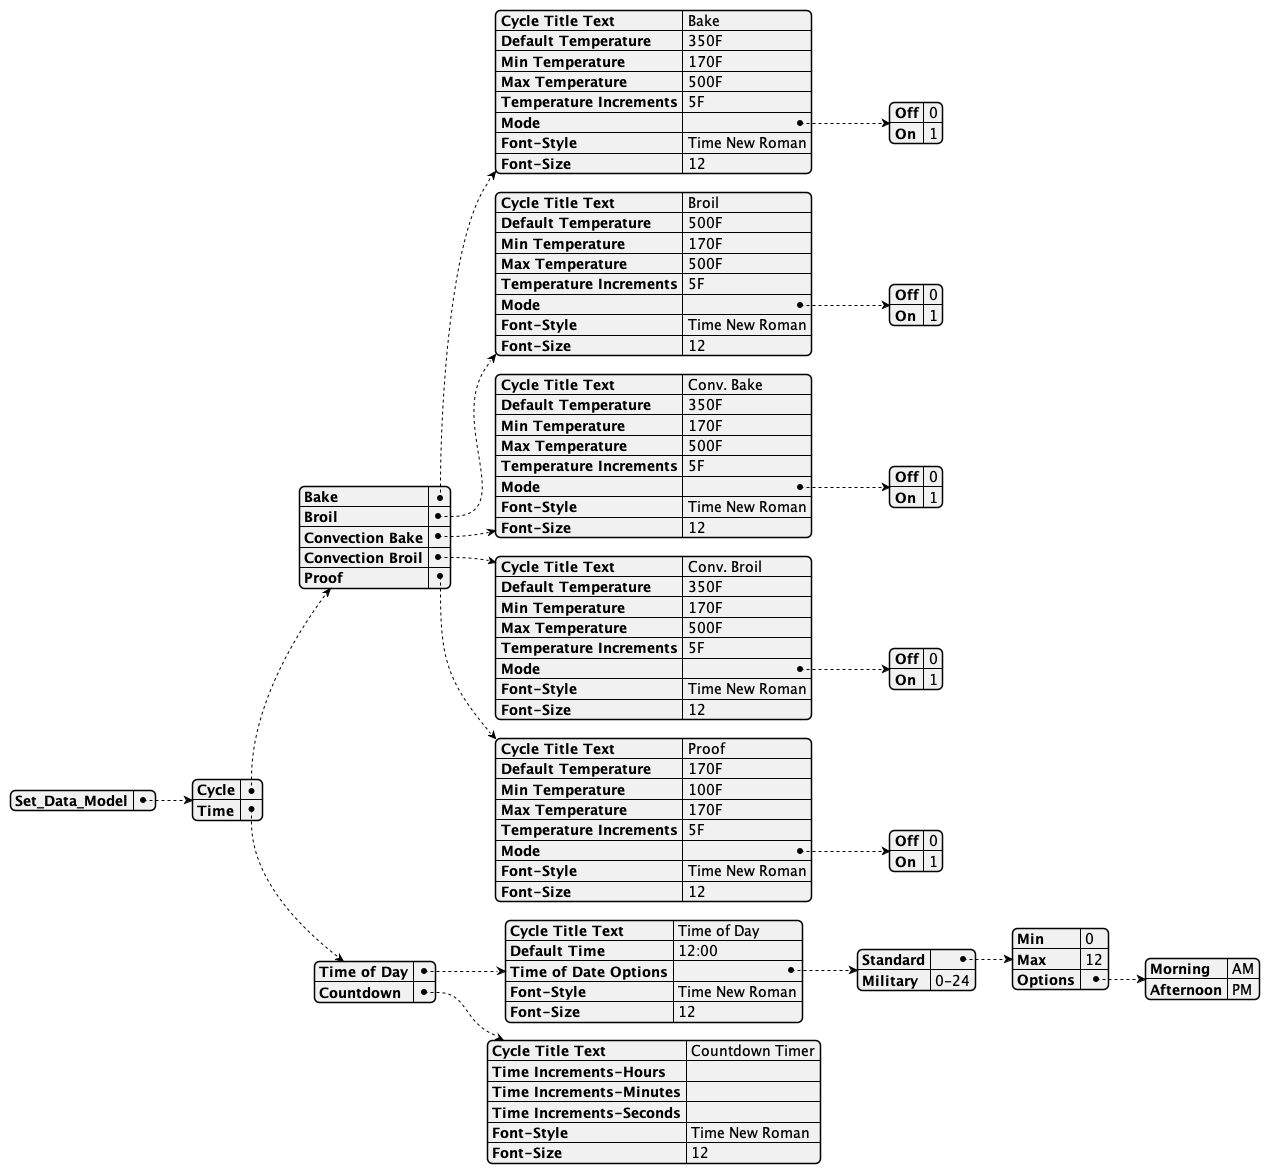 Cycle Title Text Bake
Default Temperature 350F
Min Temperature 170F
Max Temperature 500F
Temperature Increments 5F
Mode
Font-Style Time New Roman
Font-Size 12
Off 0
On 1
Cycle Title Text Broil
Default Temperature 500F
Min Temperature 170F
Max Temperature 500F
Temperature Increments 5F
Mode
Font-Style Time New Roman
Font-Size 12
Off 0
On 1
Cycle Title Text Conv. Bake
Default Temperature 350F
Min Temperature 170F
Max Temperature 500F
Temperature Increments 5F
Mode
Font-Style Time New Roman
Font-Size 12
Off 0
On 1
Bake
Broil
Convection Bake
Convection Broil
Proof
Cycle Title Text Conv. Broil
Default Temperature 350F
Min Temperature 170F
Max Temperature 500F
Temperature Increments 5F
Mode
Font-Style Time New Roman
Font-Size 12
Off 0
On 1
Cycle Title Text Proof
Default Temperature 170F
Min Temperature 100F
Max Temperature 170F
Temperature Increments 5F
Mode
Font-Style Time New Roman
Font-Size 12
Off 0
On 1
Set_Data_Model
Cycle
Time
Time of Day
Countdown
Cycle Title Text Time of Day
Default Time 12:00
Time of Date Options
Font-Style Time New Roman
Font-Size 12
Standard
Military 0-24
Min 0
Max 12
Options
Morning AM
Afternoon PM
Cycle Title Text Countdown Timer
Time Increments-Hours
Time Increments-Minutes
Time Increments-Seconds
Font-Style Time New Roman
Font-Size 12